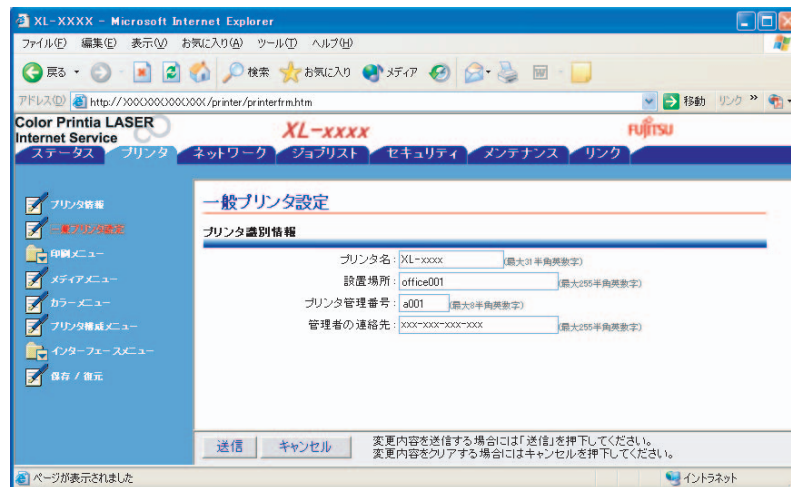 XL-XXXX - Microsoft Internet Explorer
ファイル(F) 編集(E) 表示(V) お気に入り(A) ツール(T) ヘルプ(H)
戻る 検索 お気に入り メディア
アドレス(D) http://XXXXXXXXXXX/printer/printerfrm.htm 移動 リンク »
Color Printia LASER
Internet Service
XL-xxxx
FUJITSU
ステータス プリンタ ネットワーク ジョブリスト セキュリティ メンテナンス リンク
プリンタ情報
一般プリンタ設定
印刷メニュー
メディアメニュー
カラーメニュー
プリンタ構成メニュー
インターフェースメニュー
保存 / 復元
一般プリンタ設定
プリンタ識別情報
プリンタ名: XL-xxxx (最大31半角英数字)
設置場所: office001 (最大255半角英数字)
プリンタ管理番号: a001 (最大8半角英数字)
管理者の連絡先: xxx-xxx-xxx-xxx (最大255半角英数字)
送信 キャンセル
変更内容を送信する場合には「送信」を押下してください。
変更内容をクリアする場合にはキャンセルを押下してください。
ページが表示されました イントラネット